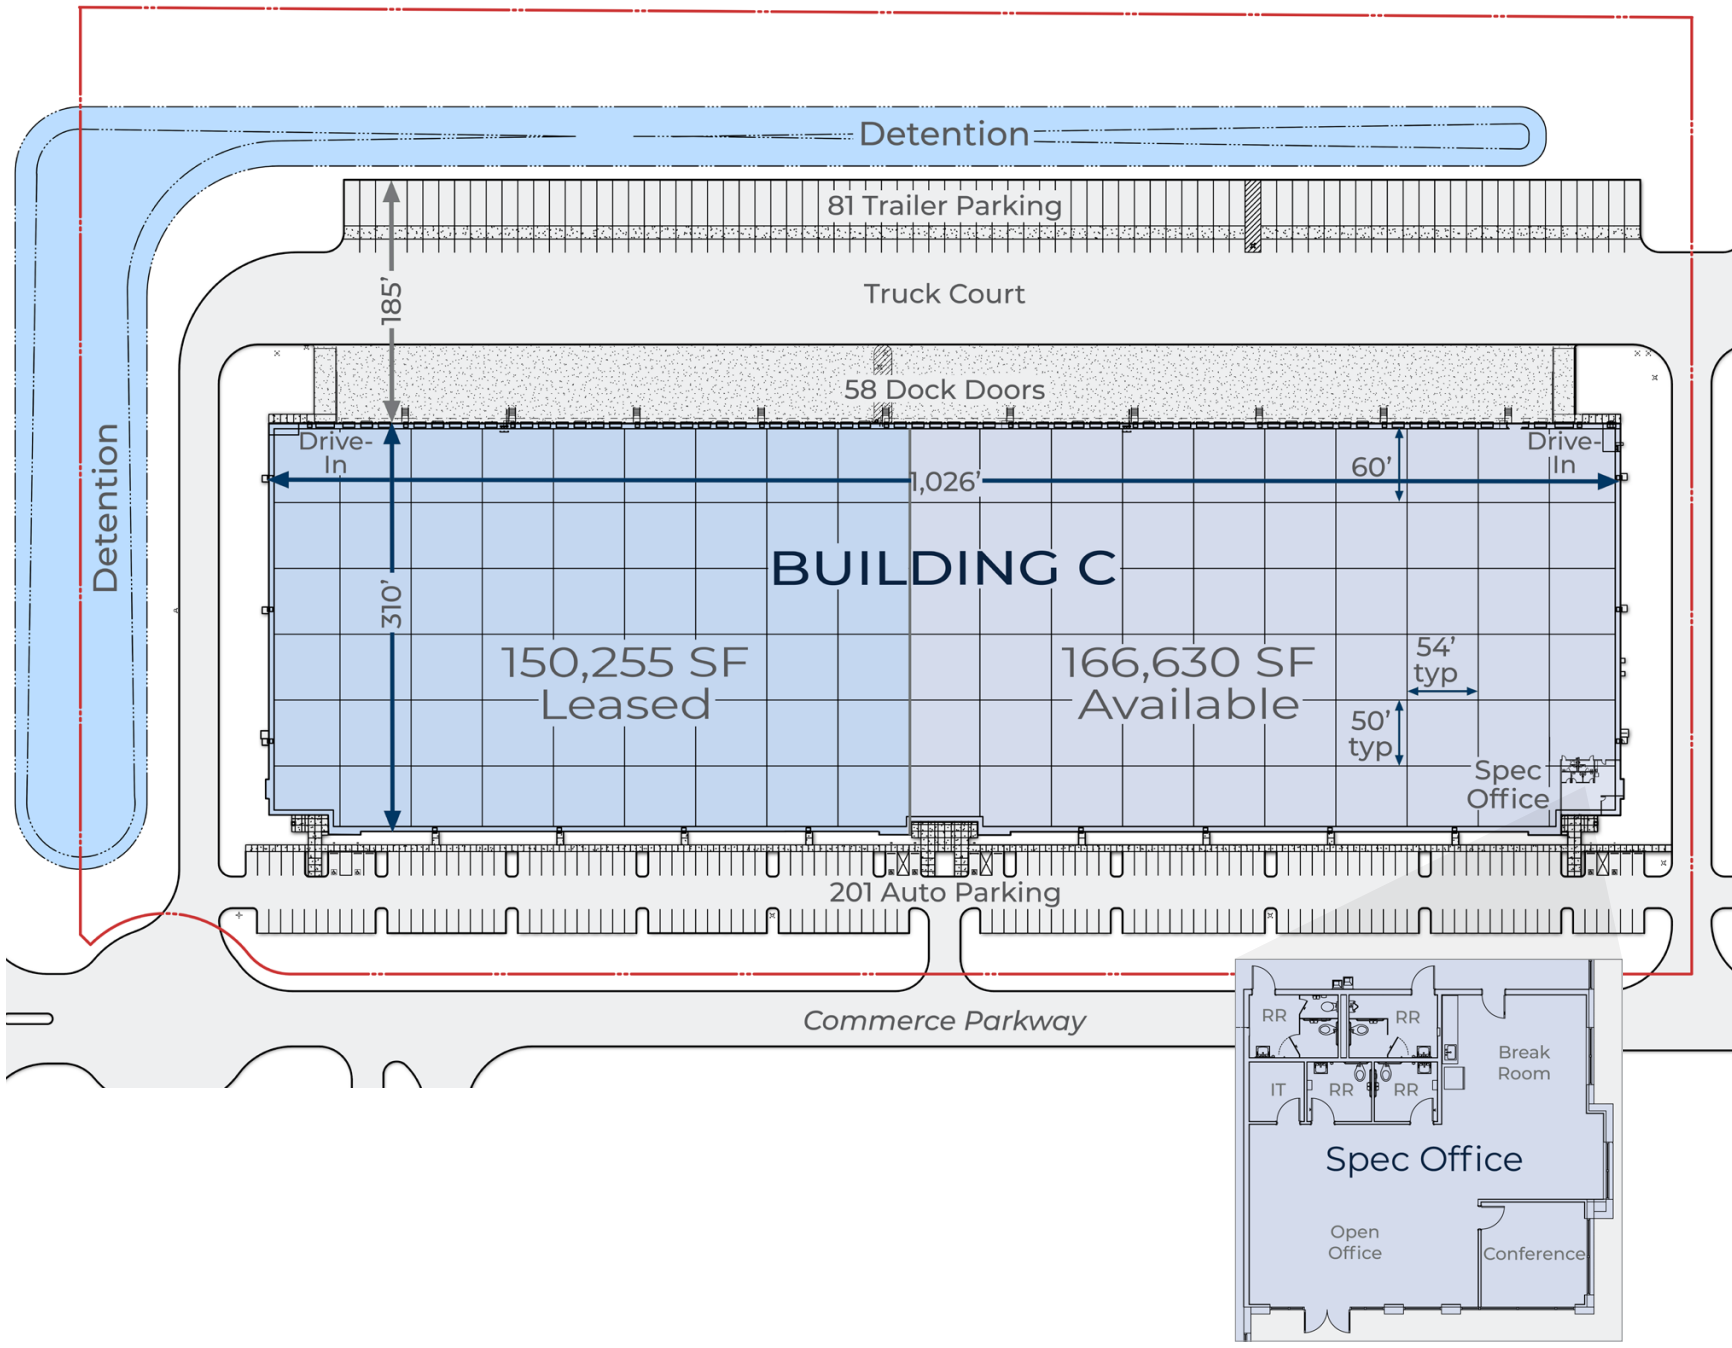 Detention
81 Trailer Parking
185’
Truck Court
58 Dock Doors
Drive-
In
Drive-
In
60’
1,026’
Detention
BUILDING C
310’
150,255 SF
Leased
166,630 SF
Available
54’
typ
50’
typ
Spec
Office
201 Auto Parking
Commerce Parkway
RR
RR
Break
Room
IT
RR
RR
Spec Office
Open
Office
Conference